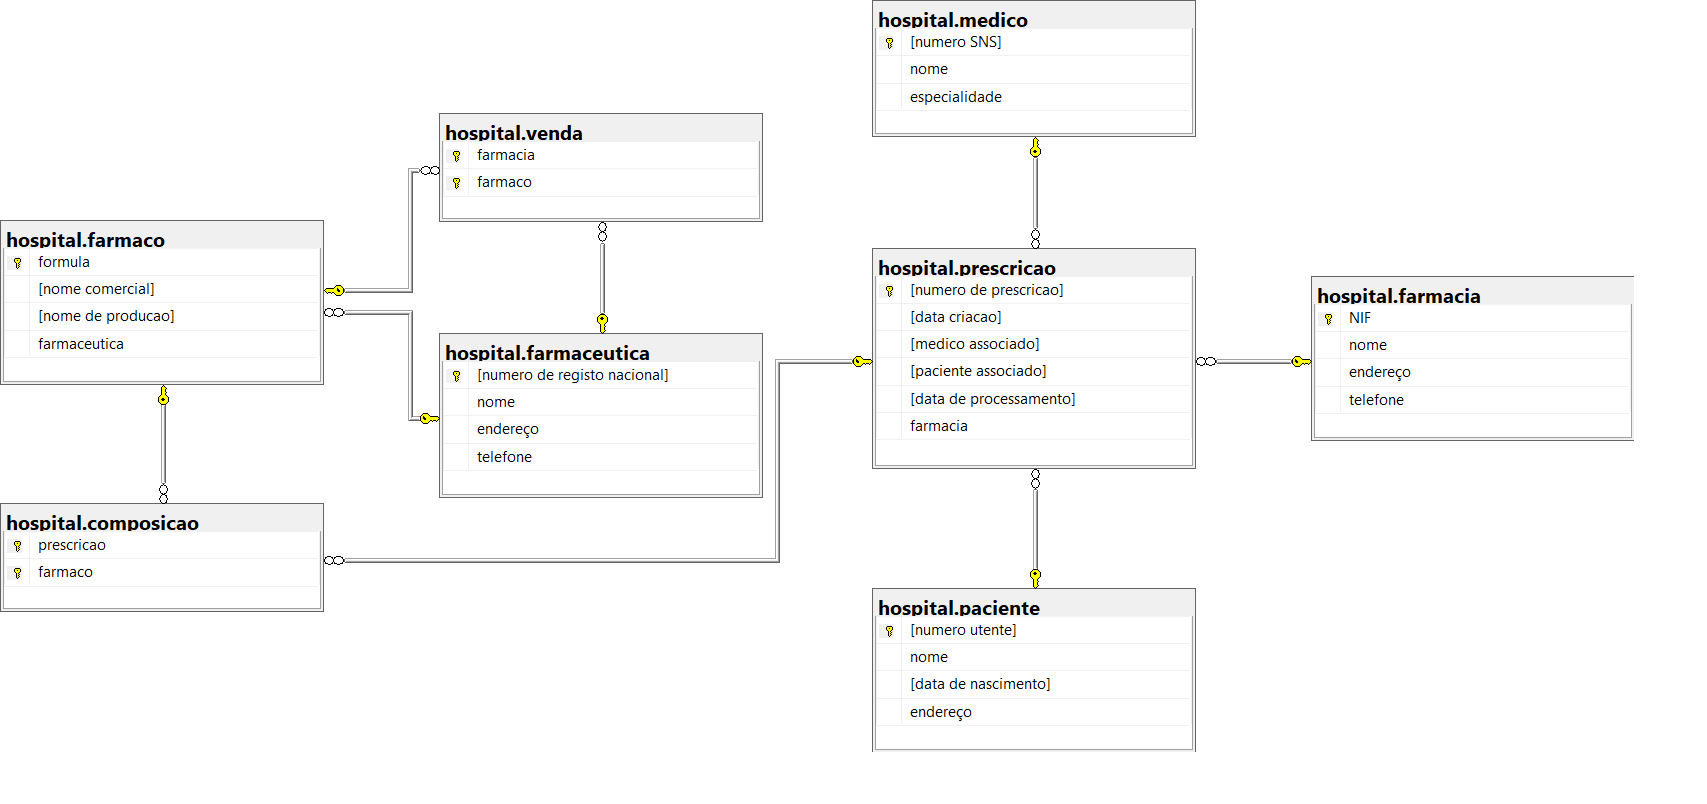 hospital.medico
[numero SNS]
nome
especialidade
hospital.venda
farmacia
farmaco
hospital.farmaco
formula
[nome comercial]
[nome de producao]
farmaceutica
hospital.farmaceutica
[numero de registo nacional]
nome
endereço
telefone
hospital.prescricao
[numero de prescricao]
[data criacao]
[medico associado]
[paciente associado]
[data de processamento]
farmacia
hospital.farmacia
NIF
nome
endereço
telefone
hospital.composicao
prescricao
farmaco
hospital.paciente
[numero utente]
nome
[data de nascimento]
endereço